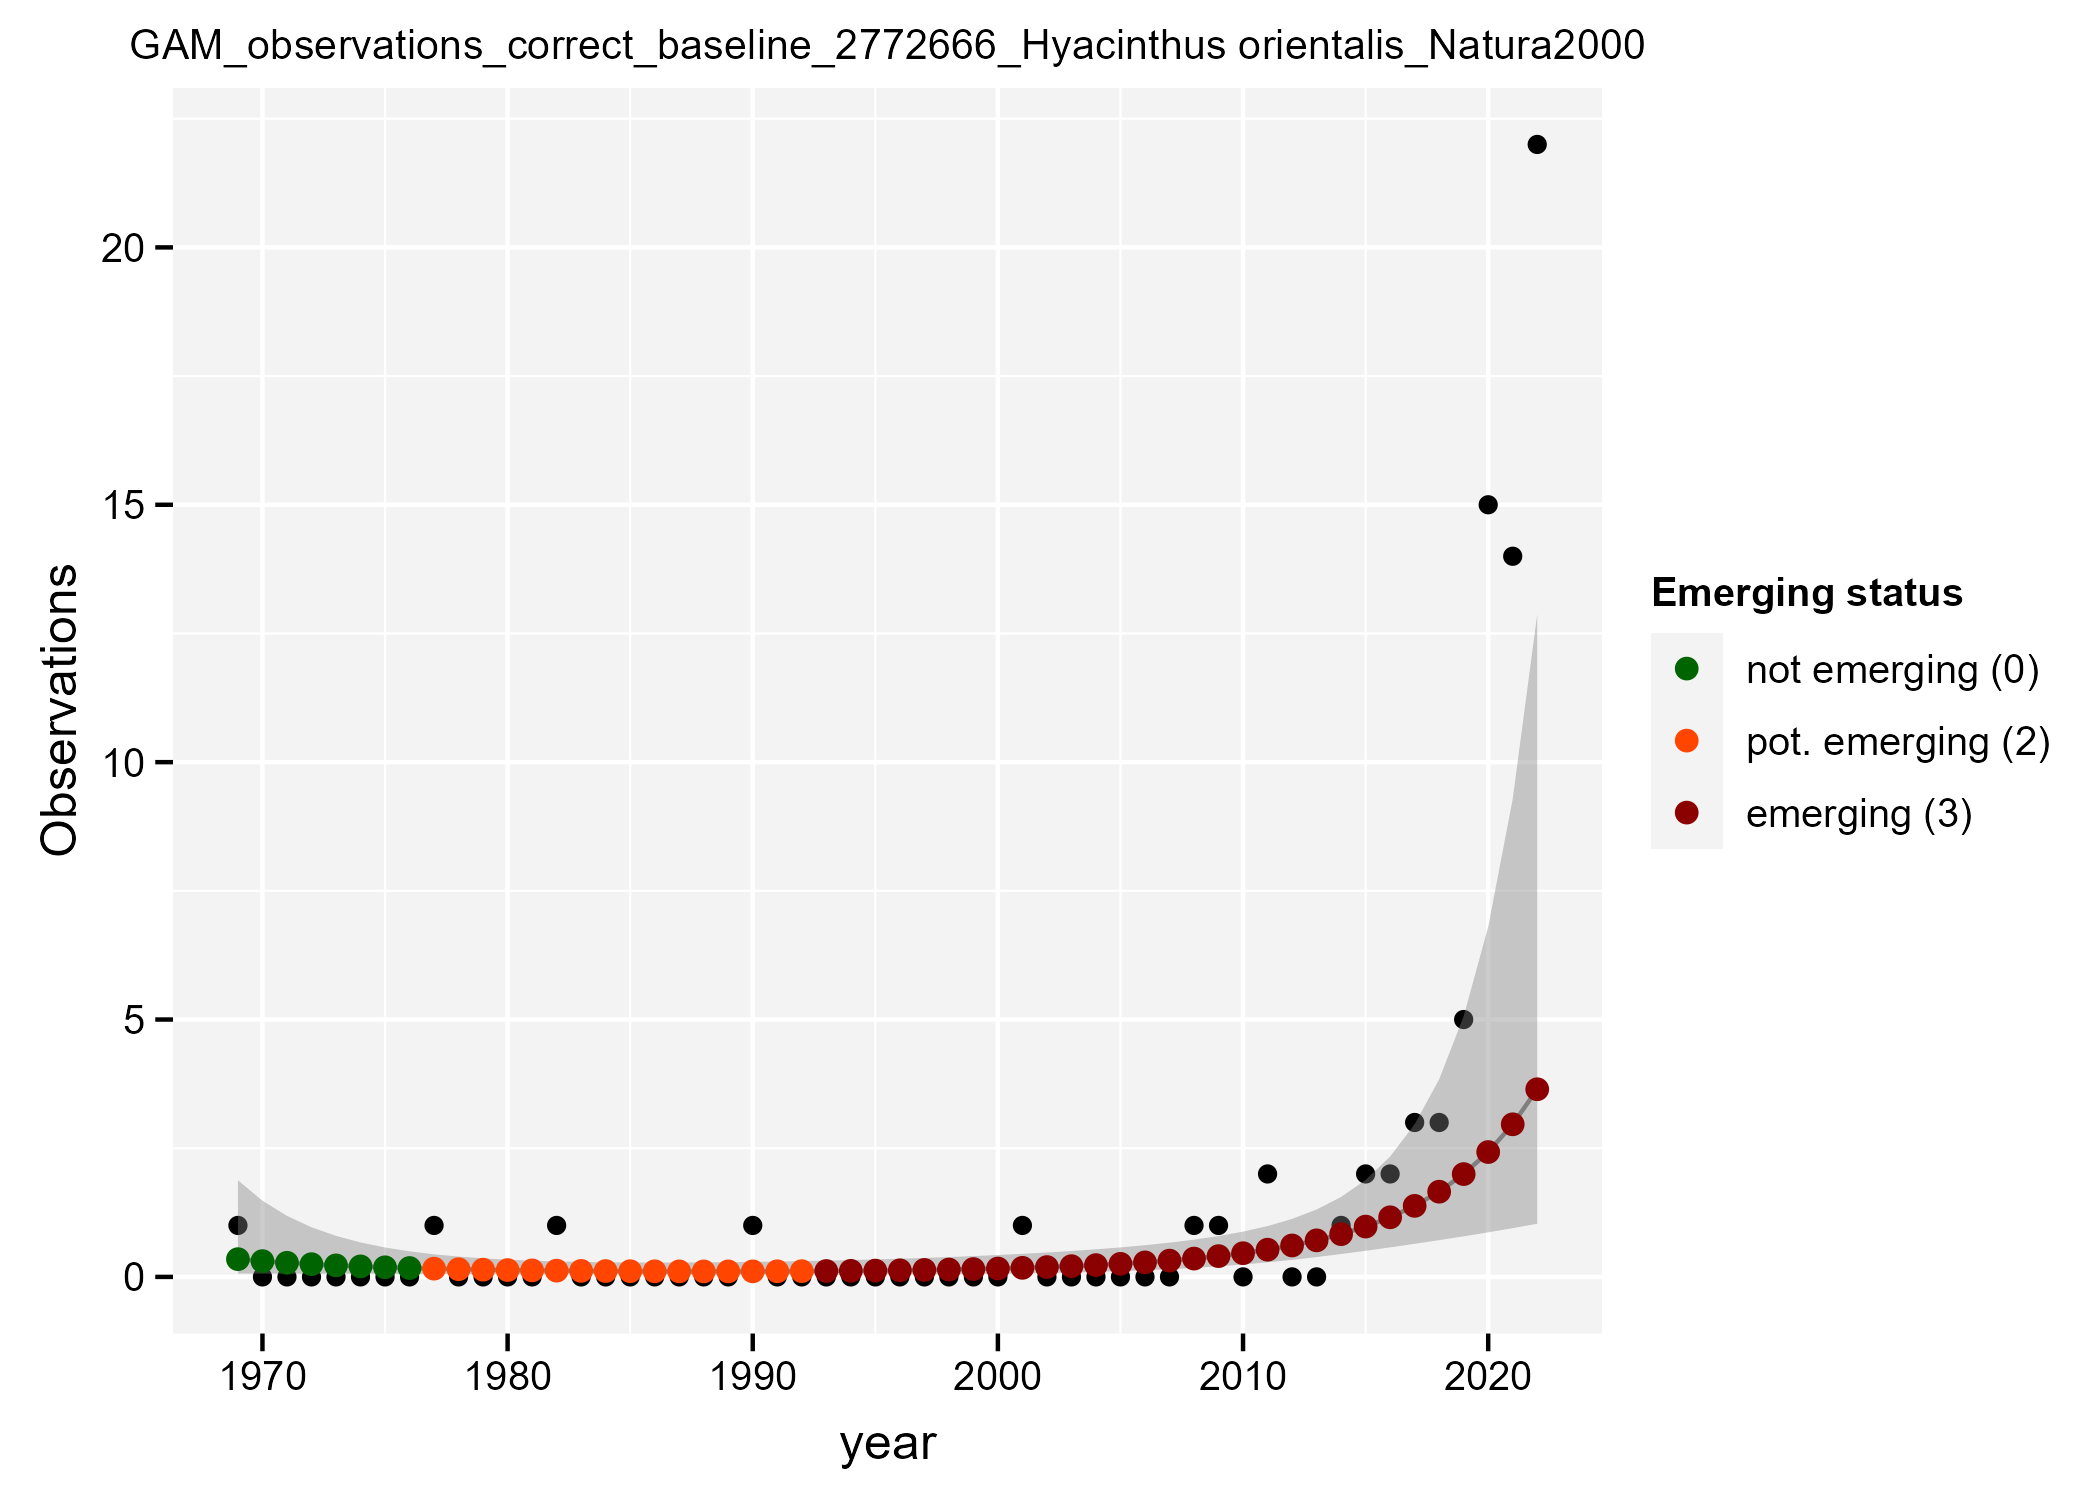 GAM_observations_correct_baseline_2772666_Hyacinthus orientalis_Natura2000
Observations
20
15
10
5
0
1970 1980 1990 2000 2010 2020
year
Emerging status
not emerging (0)
pot. emerging (2)
emerging (3)